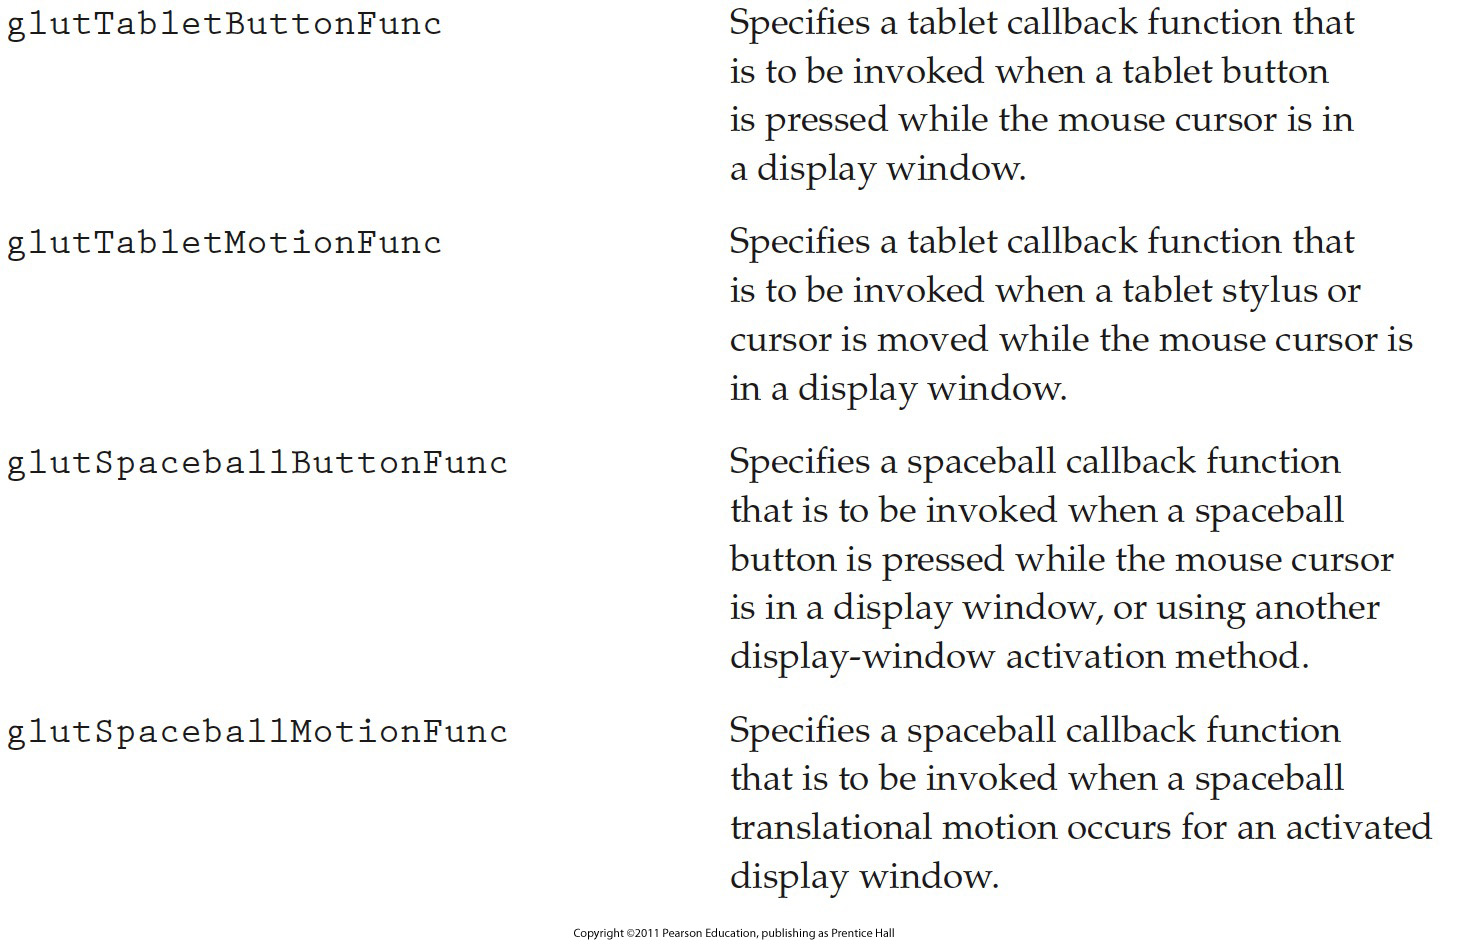 glutTabletButtonFunc
Specifies a tablet callback function that
is to be invoked when a tablet button
is pressed while the mouse cursor is in
a display window.
glutTabletMotionFunc
Specifies a tablet callback function that
is to be invoked when a tablet stylus or
cursor is moved while the mouse cursor is
in a display window.
glutSpaceballButtonFunc
Specifies a spaceball callback function
that is to be invoked when a spaceball
button is pressed while the mouse cursor
is in a display window, or using another
display-window activation method.
glutSpaceballMotionFunc
Specifies a spaceball callback function
that is to be invoked when a spaceball
translational motion occurs for an activated
display window.
Copyright ©2011 Pearson Education, publishing as Prentice Hall